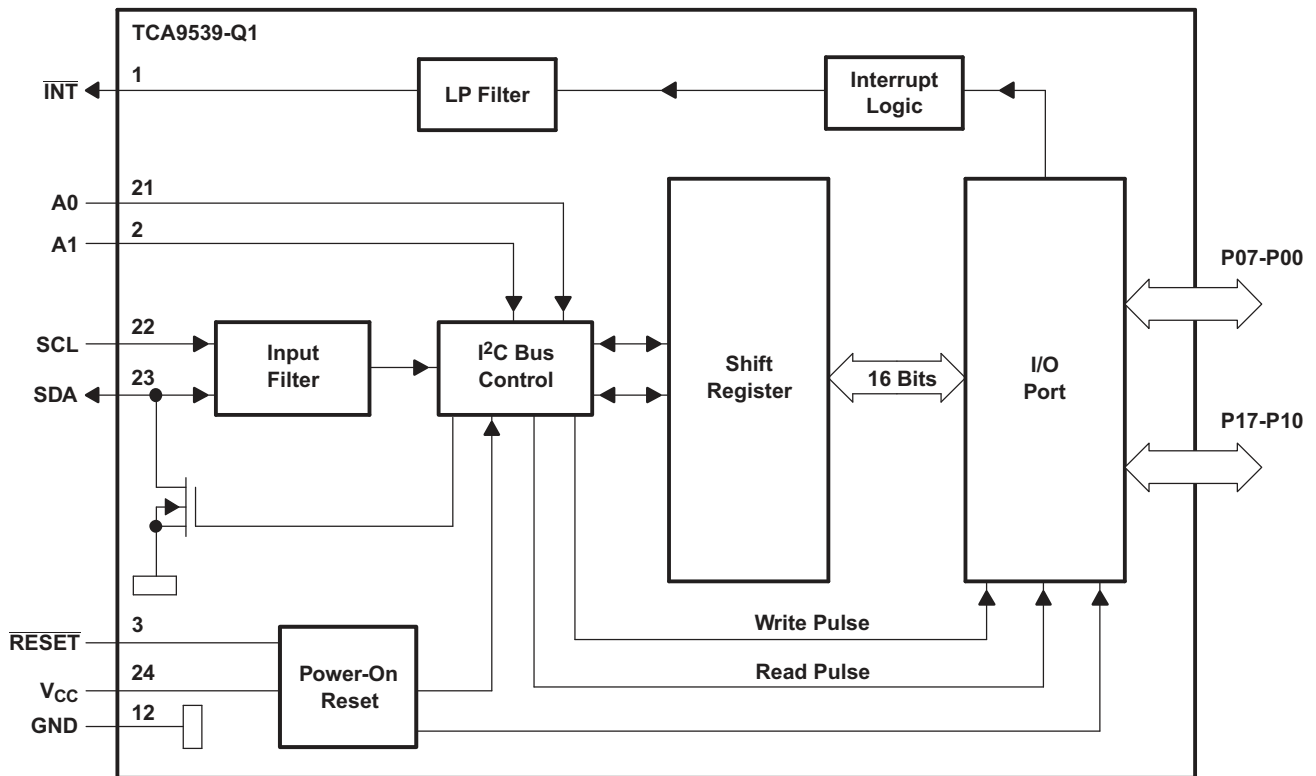 TCA9539-Q1
1
INT
LP Filter
Interrupt
Logic
21
A0
2
A1
22
SCL
23
SDA
Input
Filter
I²C Bus
Control
Shift
Register
16 Bits
I/O
Port
P07-P00
P17-P10
Write Pulse
Read Pulse
3
RESET
24
VCC
12
GND
Power-On
Reset